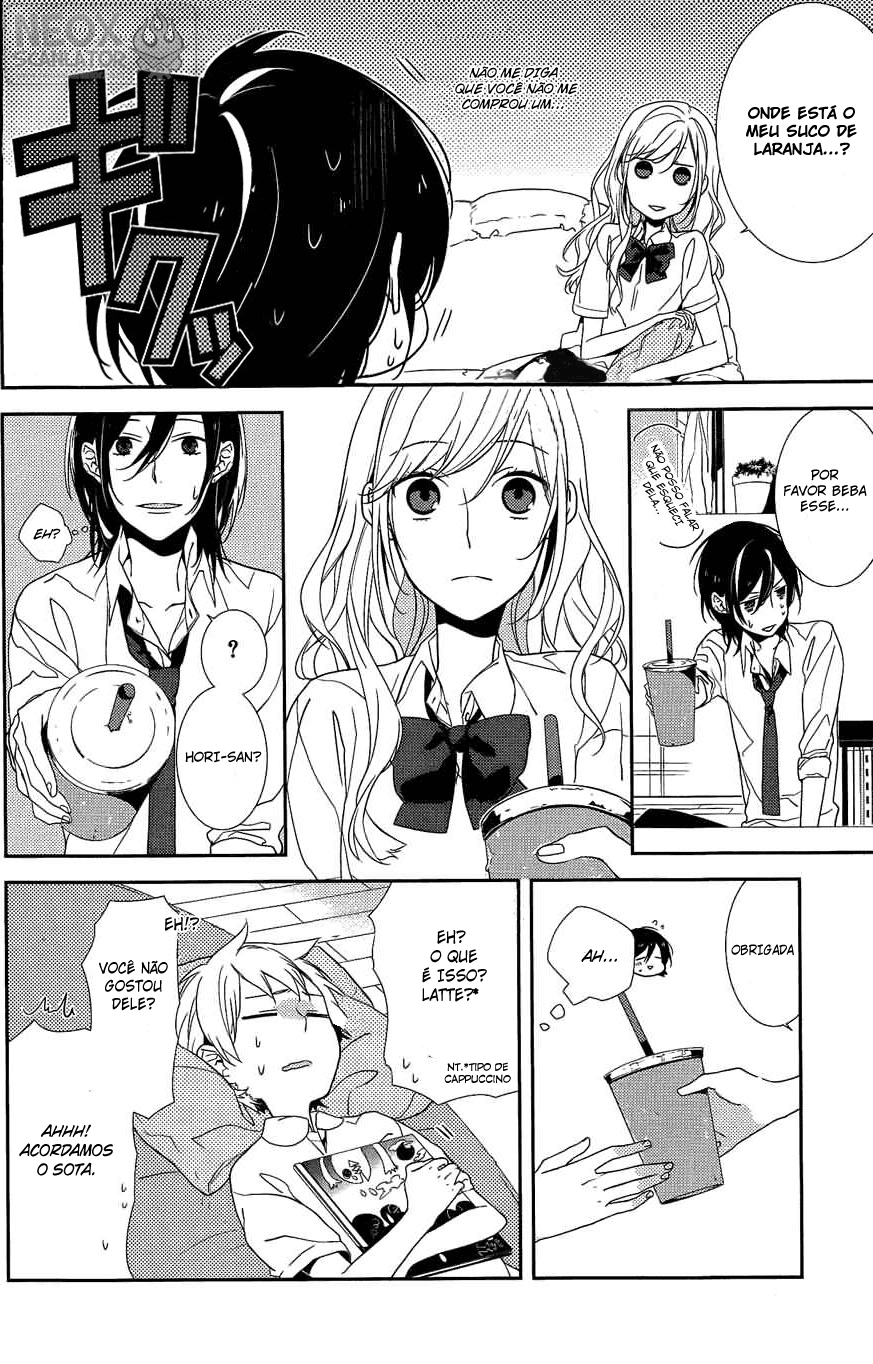 NEOX
SCANLATOR
ONDE ESTÁ O
MEU SUCO DE
LARANJA...?
NÃO ME DIGA
QUE VOCÊ NÃO ME
COMPROU UM...
ギクッ
POR
FAVOR BEBA
ESSE...
NÃO POSSO FALAR
QUE ESQUECI
DELA...
EH?
?
HORI-SAN?
OBRIGADA
AH...
EH?
O QUE
É ISSO?
LATTE?*
NT.*TIPO DE
CAPPUCCINO
EH!?
VOCÊ NÃO
GOSTOU
DELE?
AHHH!
ACORDAMOS
O SOTA.